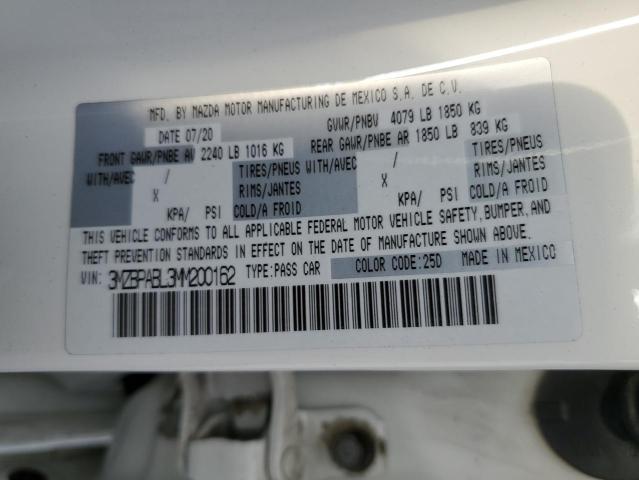 MFD. BY MAZDA MOTOR MANUFACTURING DE MEXICO S.A. DE C.V.
DATE 07/20 GVWR/PNBV 4079 LB 1850 KG
FRONT GAWR/PNBE AV 2240 LB 1016 KG REAR GAWR/PNBE AR 1850 LB 839 KG
WITH/AVEC / TIRES/PNEUS WITH/AVEC / TIRES/PNEUS
X RIMS/JANTES X RIMS/JANTES
KPA/ PSI COLD/A FROID KPA/ PSI COLD/A FROID
THIS VEHICLE CONFORMS TO ALL APPLICABLE FEDERAL MOTOR VEHICLE SAFETY, BUMPER, AND
THEFT PREVENTION STANDARDS IN EFFECT ON THE DATE OF MANUFACTURE SHOWN ABOVE.
VIN: 3MZBPABL3MM200162 TYPE:PASS CAR COLOR CODE:25D MADE IN MEXICO